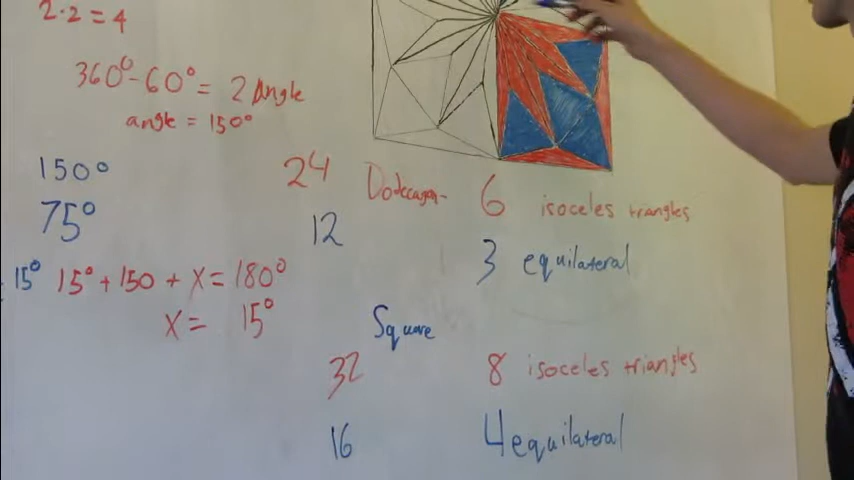 2·2=4
360°-60°= 2 Angle
angle = 150°
150°
75°
15° 15°+150+x=180°
x= 15°
24 Dodecagon- 6 isoceles triangles
12 3 equilateral
Square
32 8 isoceles triangles
16 4 equilateral